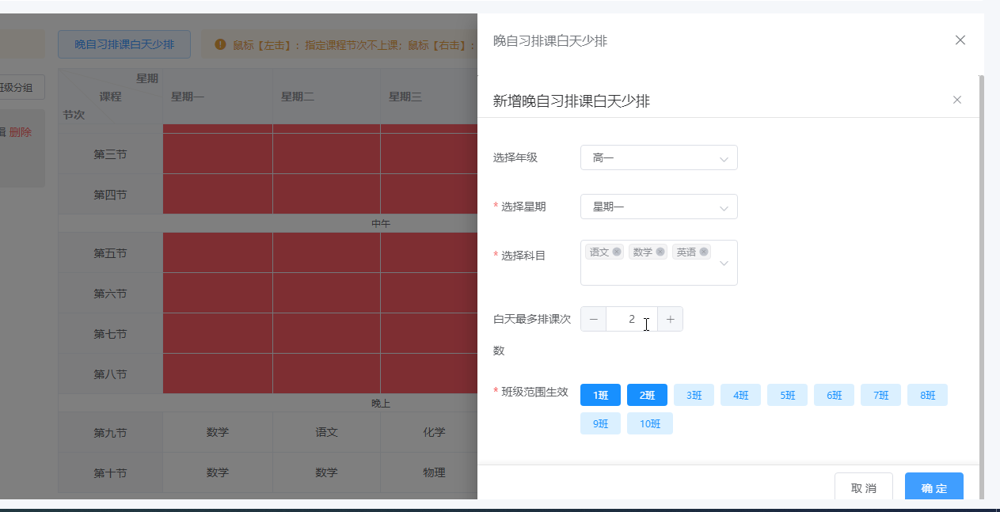 晚自习排课白天少排
鼠标【左击】：指定课程节次不上课；鼠标【右击】：
班级分组
辑 删除
星期
课程
节次
星期一 星期二 星期三
第三节
第四节
中午
第五节
第六节
第七节
第八节
晚上
第九节 数学 语文 化学
第十节 数学 数学 物理
晚自习排课白天少排
新增晚自习排课白天少排
选择年级 高一
* 选择星期 星期一
* 选择科目 语文 数学 英语
白天最多排课次 2
数
* 班级范围生效 1班 2班 3班 4班 5班 6班 7班 8班
9班 10班
取消 确定